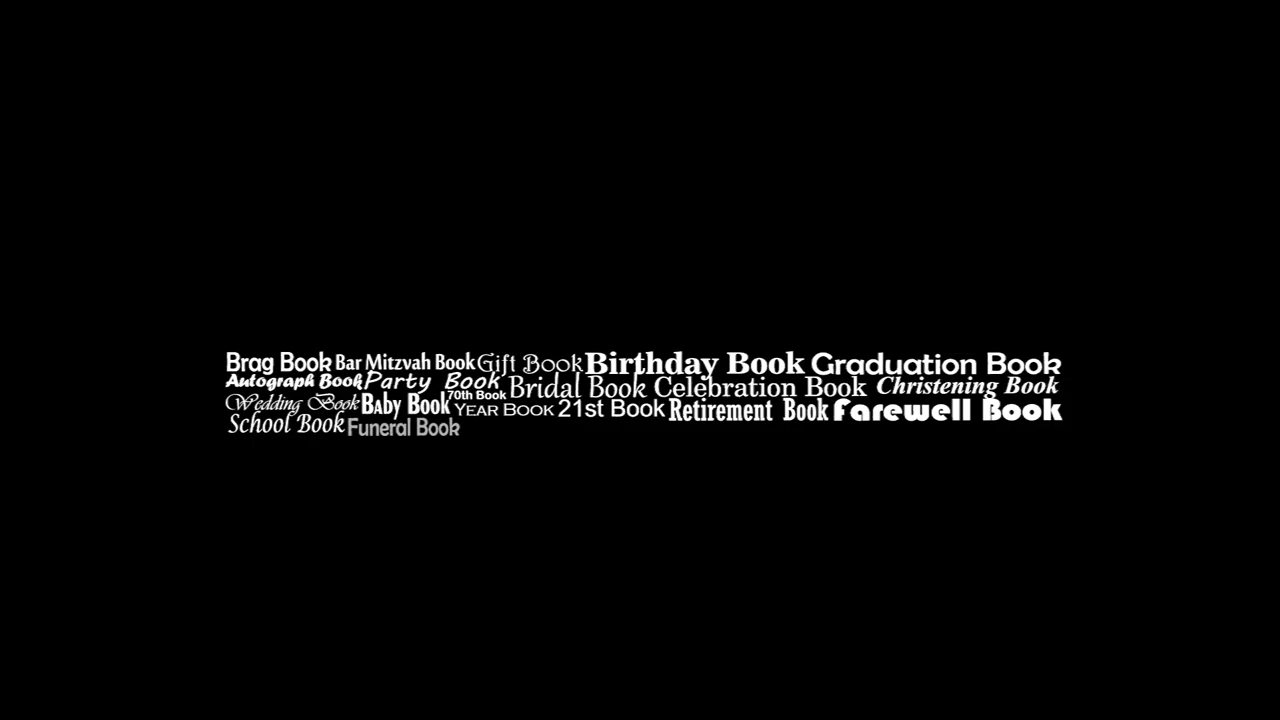 Brag Book Bar Mitzvah Book Gift Book Birthday Book Graduation Book
Autograph Book Party Book Bridal Book Celebration Book Christening Book
Wedding Book Baby Book 70th Book YEAR BOOK 21st Book Retirement Book Farewell Book
School Book Funeral Book